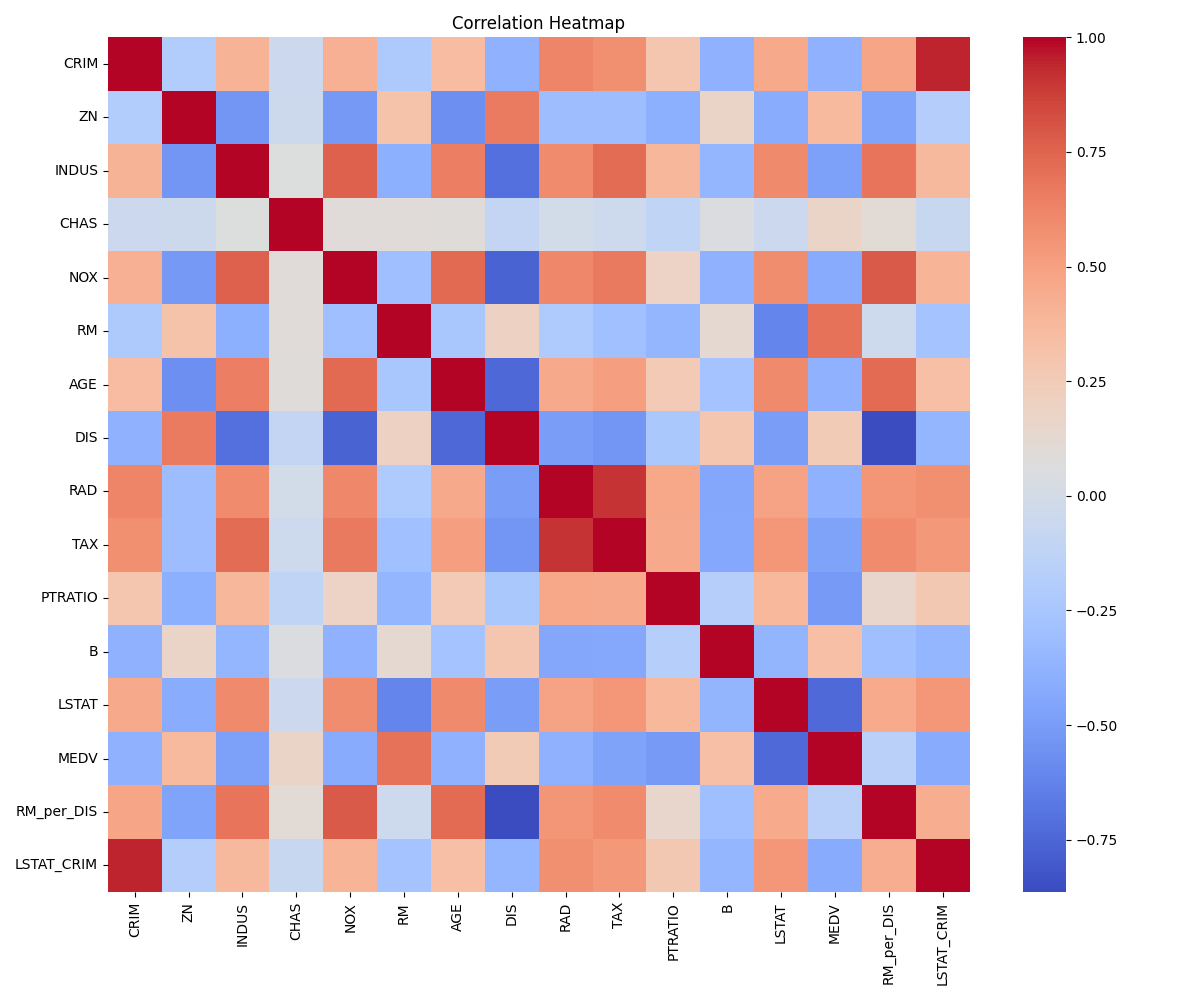 Correlation Heatmap
CRIM
ZN
INDUS
CHAS
NOX
RM
AGE
DIS
RAD
TAX
PTRATIO
B
LSTAT
MEDV
RM_per_DIS
LSTAT_CRIM
CRIM
ZN
INDUS
CHAS
NOX
RM
AGE
DIS
RAD
TAX
PTRATIO
B
LSTAT
MEDV
RM_per_DIS
LSTAT_CRIM
1.00
0.75
0.50
0.25
0.00
−0.25
−0.50
−0.75